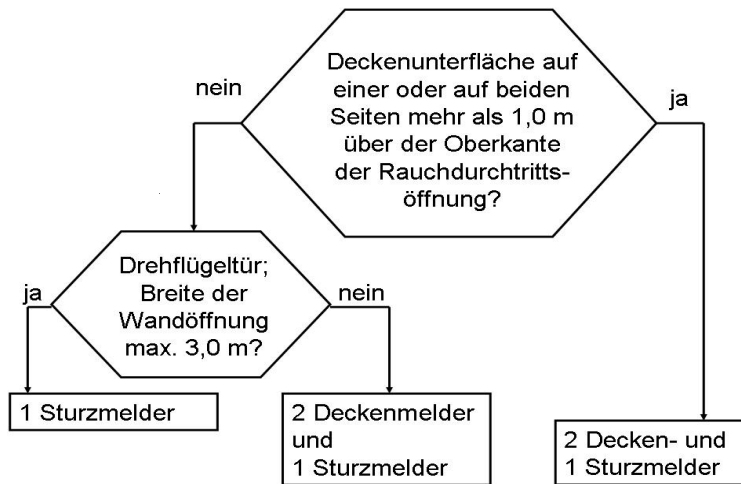 Deckenunterfläche auf
einer oder auf beiden
Seiten mehr als 1,0 m
über der Oberkante
der Rauchdurchtritts-
öffnung?
nein
ja
Drehflügeltür;
Breite der
Wandöffnung
max. 3,0 m?
ja
nein
1 Sturzmelder
2 Deckenmelder
und
1 Sturzmelder
2 Decken- und
1 Sturzmelder